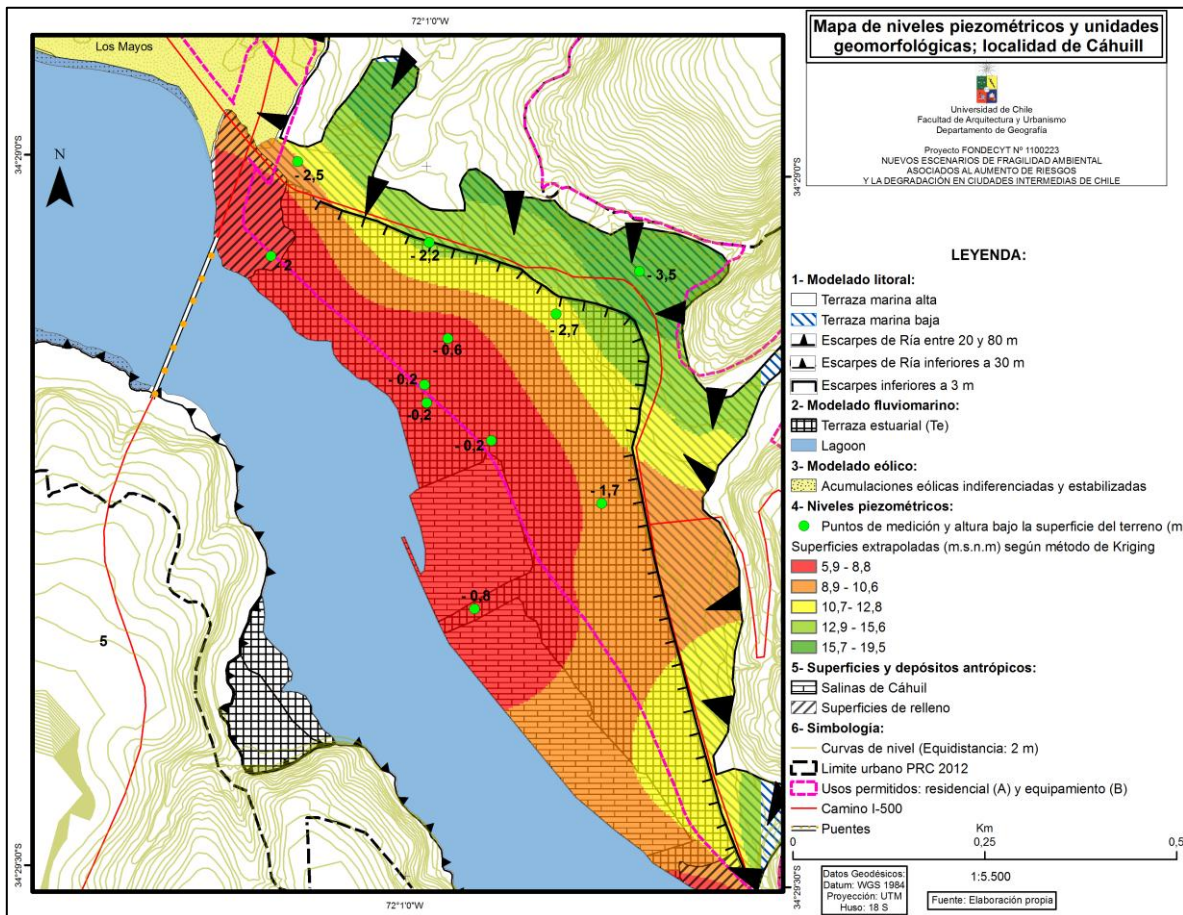 72°1'0"W
Mapa de niveles piezométricos y unidades
geomorfológicas; localidad de Cáhuill
Universidad de Chile
Facultad de Arquitectura y Urbanismo
Departamento de Geografía
Proyecto FONDECYT Nº 1100223
NUEVOS ESCENARIOS DE FRAGILIDAD AMBIENTAL
ASOCIADOS AL AUMENTO DE RIESGOS
Y LA DEGRADACIÓN EN CIUDADES INTERMEDIAS DE CHILE
Los Mayos
34°29'0"S
34°29'0"S
N
- 2,5
- 2,2
- 2
- 3,5
- 2,7
- 0,6
- 0,2
-0,2
- 0.2
- 1,7
- 0,8
5
LEYENDA:
1- Modelado litoral:
Terraza marina alta
Terraza marina baja
Escarpes de Ría entre 20 y 80 m
Escarpes de Ría inferiores a 30 m
Escarpes inferiores a 3 m
2- Modelado fluviomarino:
Terraza estuarial (Te)
Lagoon
3- Modelado eólico:
Acumulaciones eólicas indiferenciadas y estabilizadas
4- Niveles piezométricos:
Puntos de medición y altura bajo la superficie del terreno (m
Superficies extrapoladas (m.s.n.m) según método de Kriging
5,9 - 8,8
8,9 - 10,6
10,7- 12,8
12,9 - 15,6
15,7 - 19,5
5- Superficies y depósitos antrópicos:
Salinas de Cáhuil
Superficies de relleno
6- Simbología:
Curvas de nivel (Equidistancia: 2 m)
Limite urbano PRC 2012
Usos permitidos: residencial (A) y equipamiento (B)
Camino I-500
Puentes
Km
0 0,25 0,5
1:5.500
Datos Geodésicos:
Datum: WGS 1984
Proyección: UTM
Huso: 18 S
Fuente: Elaboración propia
34°29'30"S
34°29'30"S
72°1'0"W